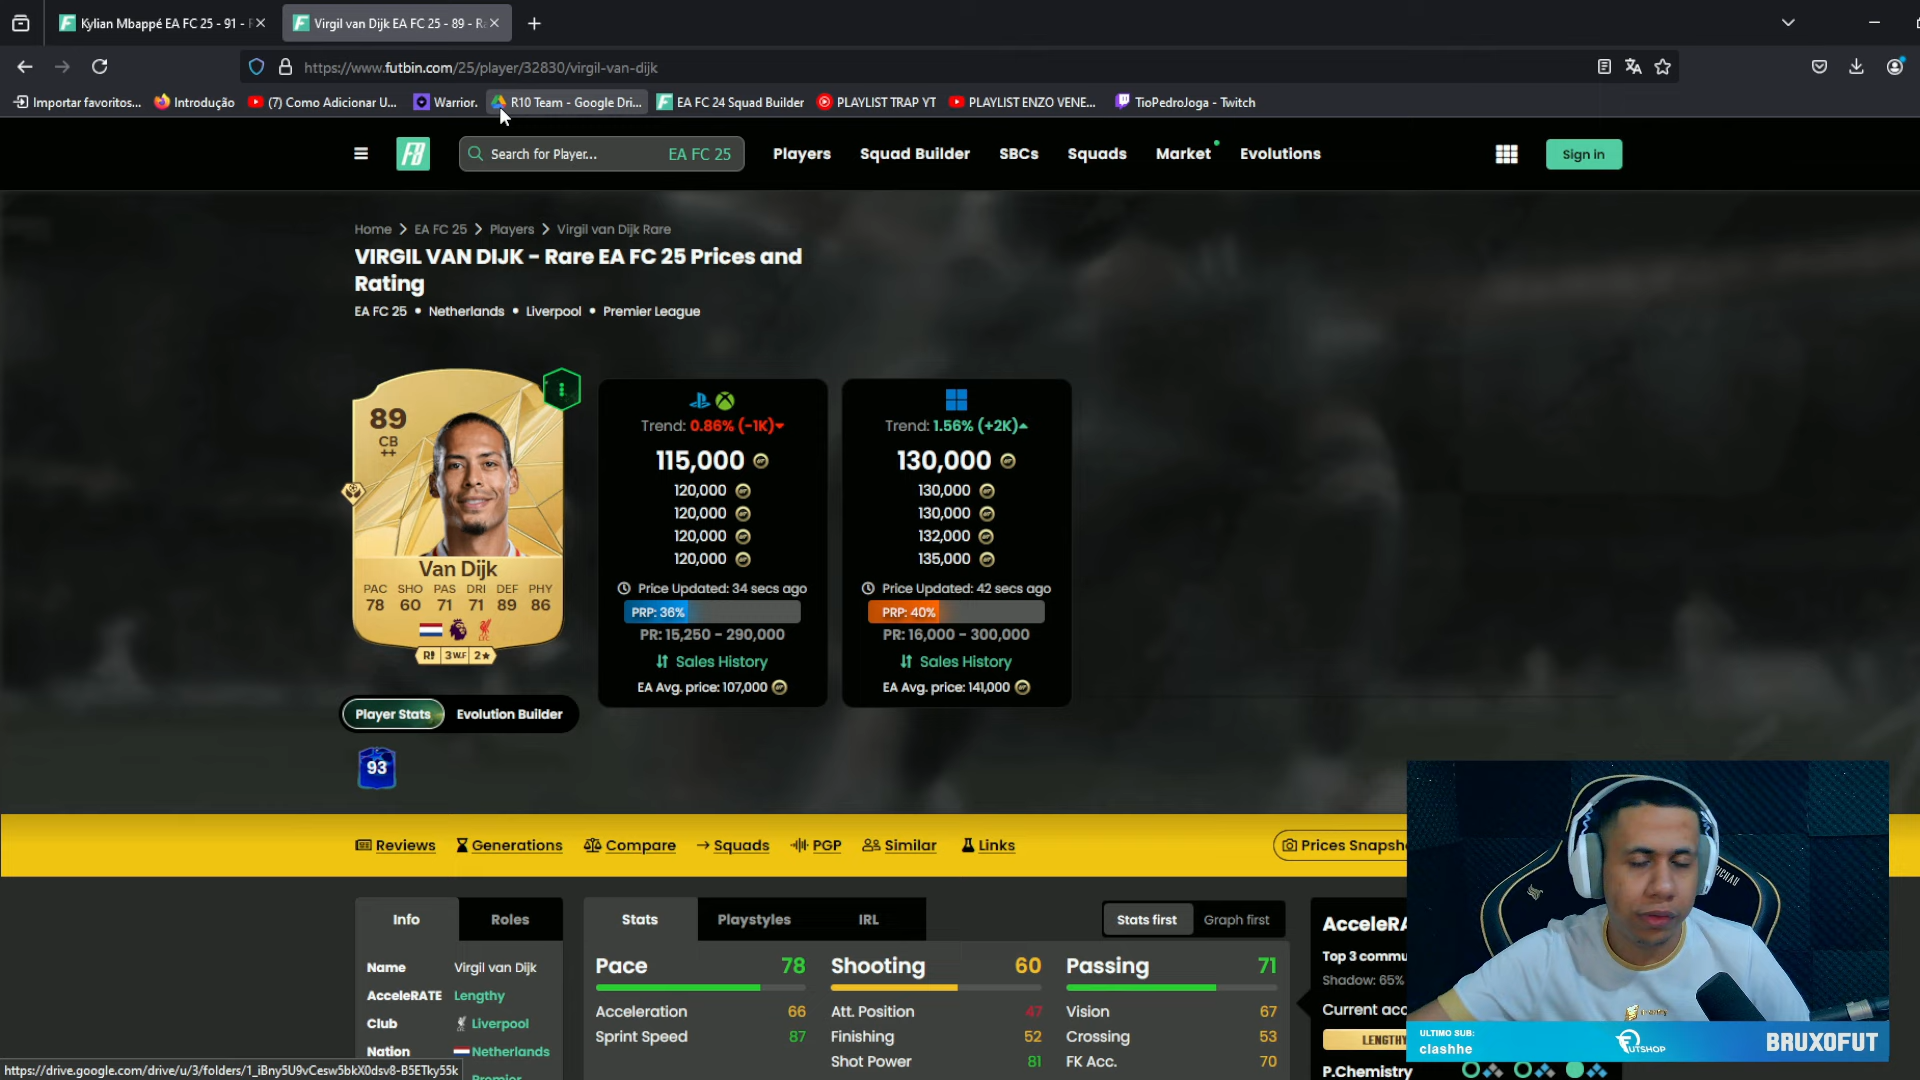 Kylian Mbappé EA FC 25 - 91 - F
Virgil van Dijk EA FC 25 - 89 - R
https://www.futbin.com/25/player/32830/virgil-van-dijk
Importar favoritos...
Introdução
(7) Como Adicionar U...
Warrior.
R10 Team - Google Dri...
EA FC 24 Squad Builder
PLAYLIST TRAP YT
PLAYLIST ENZO VENE...
TioPedroJoga - Twitch
FB
Search for Player...
EA FC 25
Players
Squad Builder
SBCs
Squads
Market
Evolutions
Sign in
Home > EA FC 25 > Players > Virgil van Dijk Rare
VIRGIL VAN DIJK - Rare EA FC 25 Prices and
Rating
EA FC 25 • Netherlands • Liverpool • Premier League
89
CB
++
Van Dijk
PAC SHO PAS DRI DEF PHY
78 60 71 71 89 86
R 3 W.F 2★
Trend: 0.86% (-1K)
115,000
120,000
120,000
120,000
120,000
Price Updated: 34 secs ago
PRP: 36%
PR: 15,250 - 290,000
Sales History
EA Avg. price: 107,000
Trend: 1.56% (+2K)
130,000
130,000
130,000
132,000
135,000
Price Updated: 42 secs ago
PRP: 40%
PR: 16,000 - 300,000
Sales History
EA Avg. price: 141,000
Player Stats
Evolution Builder
93
Reviews
Generations
Compare
Squads
PGP
Similar
Links
Prices Snapsh
Info
Roles
Name Virgil van Dijk
AcceleRATE Lengthy
Club Liverpool
Nation Netherlands
Premier
Stats
Playstyles
IRL
Stats first
Graph first
Pace 78
Acceleration 66
Sprint Speed 87
Shooting 60
Att. Position 47
Finishing 52
Shot Power 81
Passing 71
Vision 67
Crossing 53
FK Acc. 70
AcceleRA
Top 3 commu
Shadow: 65%
Current acc
LENGTHY
P.Chemistry
PICHAU
ULTIMO SUB:
clashhe
FUTSHOP
BRUXOFUT
https://drive.google.com/drive/u/3/folders/1_iBny5U9vCesw5bkX0dsv8-B5ETky55k